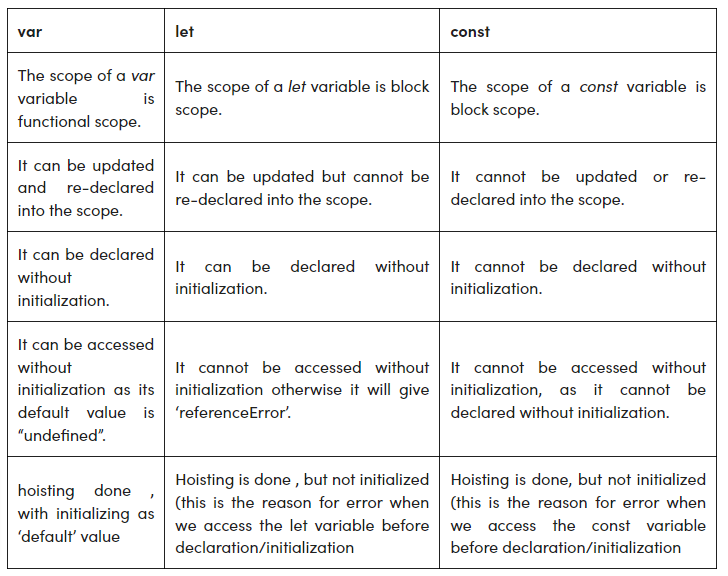 var
let
const
The scope of a var
variable is
functional scope.
The scope of a let variable is block
scope.
The scope of a const variable is
block scope.
It can be updated
and re-declared
into the scope.
It can be updated but cannot be
re-declared into the scope.
It cannot be updated or re-
declared into the scope.
It can be declared
without
initialization.
It can be declared without
initialization.
It cannot be declared without
initialization.
It can be accessed
without
initialization as its
default value is
“undefined”.
It cannot be accessed without
initialization otherwise it will give
‘referenceError’.
It cannot be accessed without
initialization, as it cannot be
declared without initialization.
hoisting done ,
with initializing as
‘default’ value
Hoisting is done , but not initialized
(this is the reason for error when
we access the let variable before
declaration/initialization
Hoisting is done, but not initialized
(this is the reason for error when
we access the const variable
before declaration/initialization